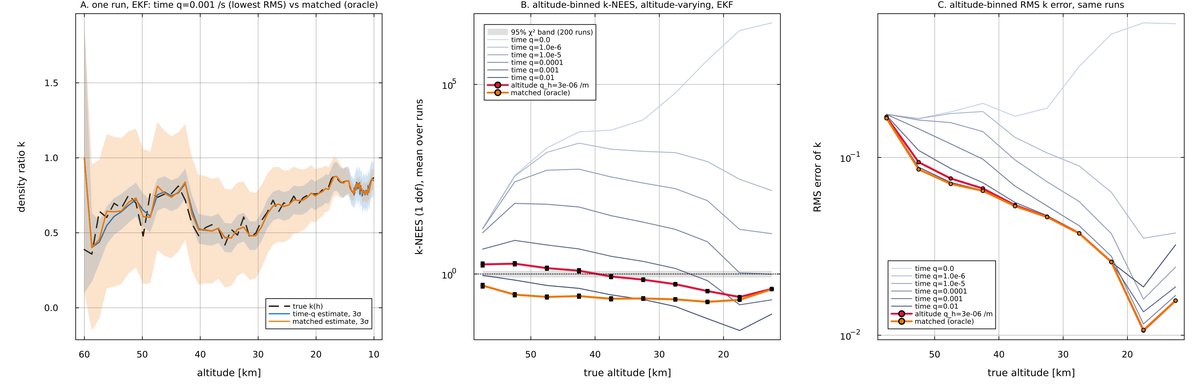 A. one run, EKF: time q=0.001 /s (lowest RMS) vs matched (oracle)
density ratio k
1.5
1.0
0.5
0.0
60
50
40
30
20
10
altitude [km]
true k(h)
time-q estimate, 3σ
matched estimate, 3σ
B. altitude-binned k-NEES, altitude-varying, EKF
k-NEES (1 dof), mean over runs
10⁵
10⁰
50
40
30
20
true altitude [km]
95% χ² band (200 runs)
time q=0.0
time q=1.0e-6
time q=1.0e-5
time q=0.0001
time q=0.001
time q=0.01
altitude q_h=3e-06 /m
matched (oracle)
C. altitude-binned RMS k error, same runs
RMS error of k
10⁻¹
10⁻²
50
40
30
20
true altitude [km]
time q=0.0
time q=1.0e-6
time q=1.0e-5
time q=0.0001
time q=0.001
time q=0.01
altitude q_h=3e-06 /m
matched (oracle)